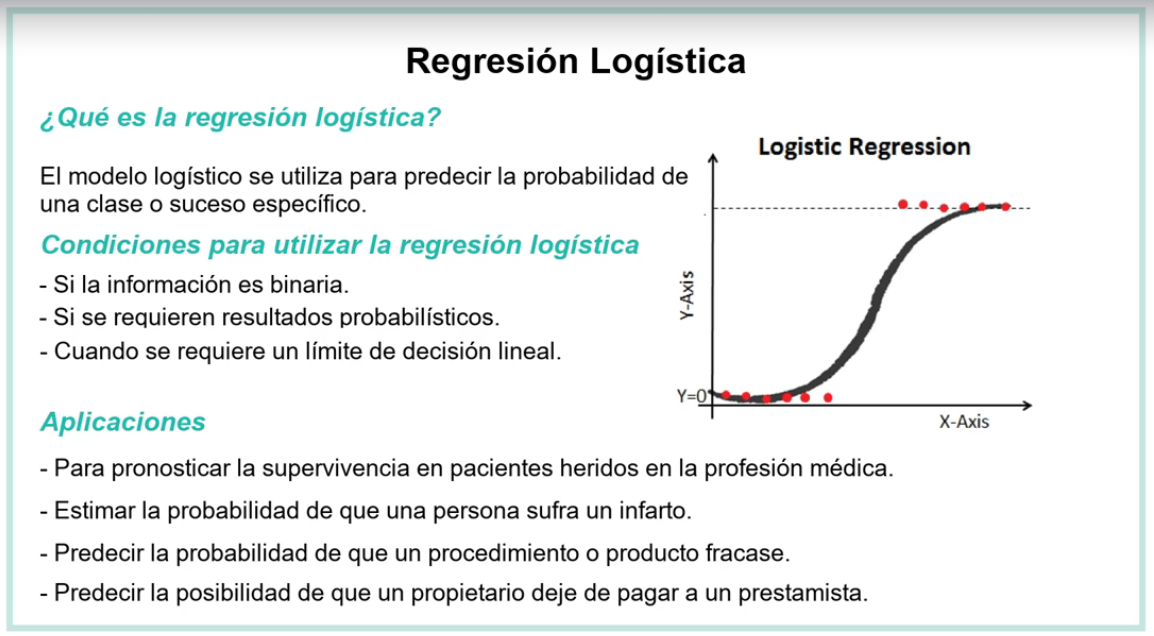 Regresión Logística
¿Qué es la regresión logística?
El modelo logístico se utiliza para predecir la probabilidad de
una clase o suceso específico.
Condiciones para utilizar la regresión logística
- Si la información es binaria.
- Si se requieren resultados probabilísticos.
- Cuando se requiere un límite de decisión lineal.
Logistic Regression
Y-Axis
Y=0
X-Axis
Aplicaciones
- Para pronosticar la supervivencia en pacientes heridos en la profesión médica.
- Estimar la probabilidad de que una persona sufra un infarto.
- Predecir la probabilidad de que un procedimiento o producto fracase.
- Predecir la posibilidad de que un propietario deje de pagar a un prestamista.